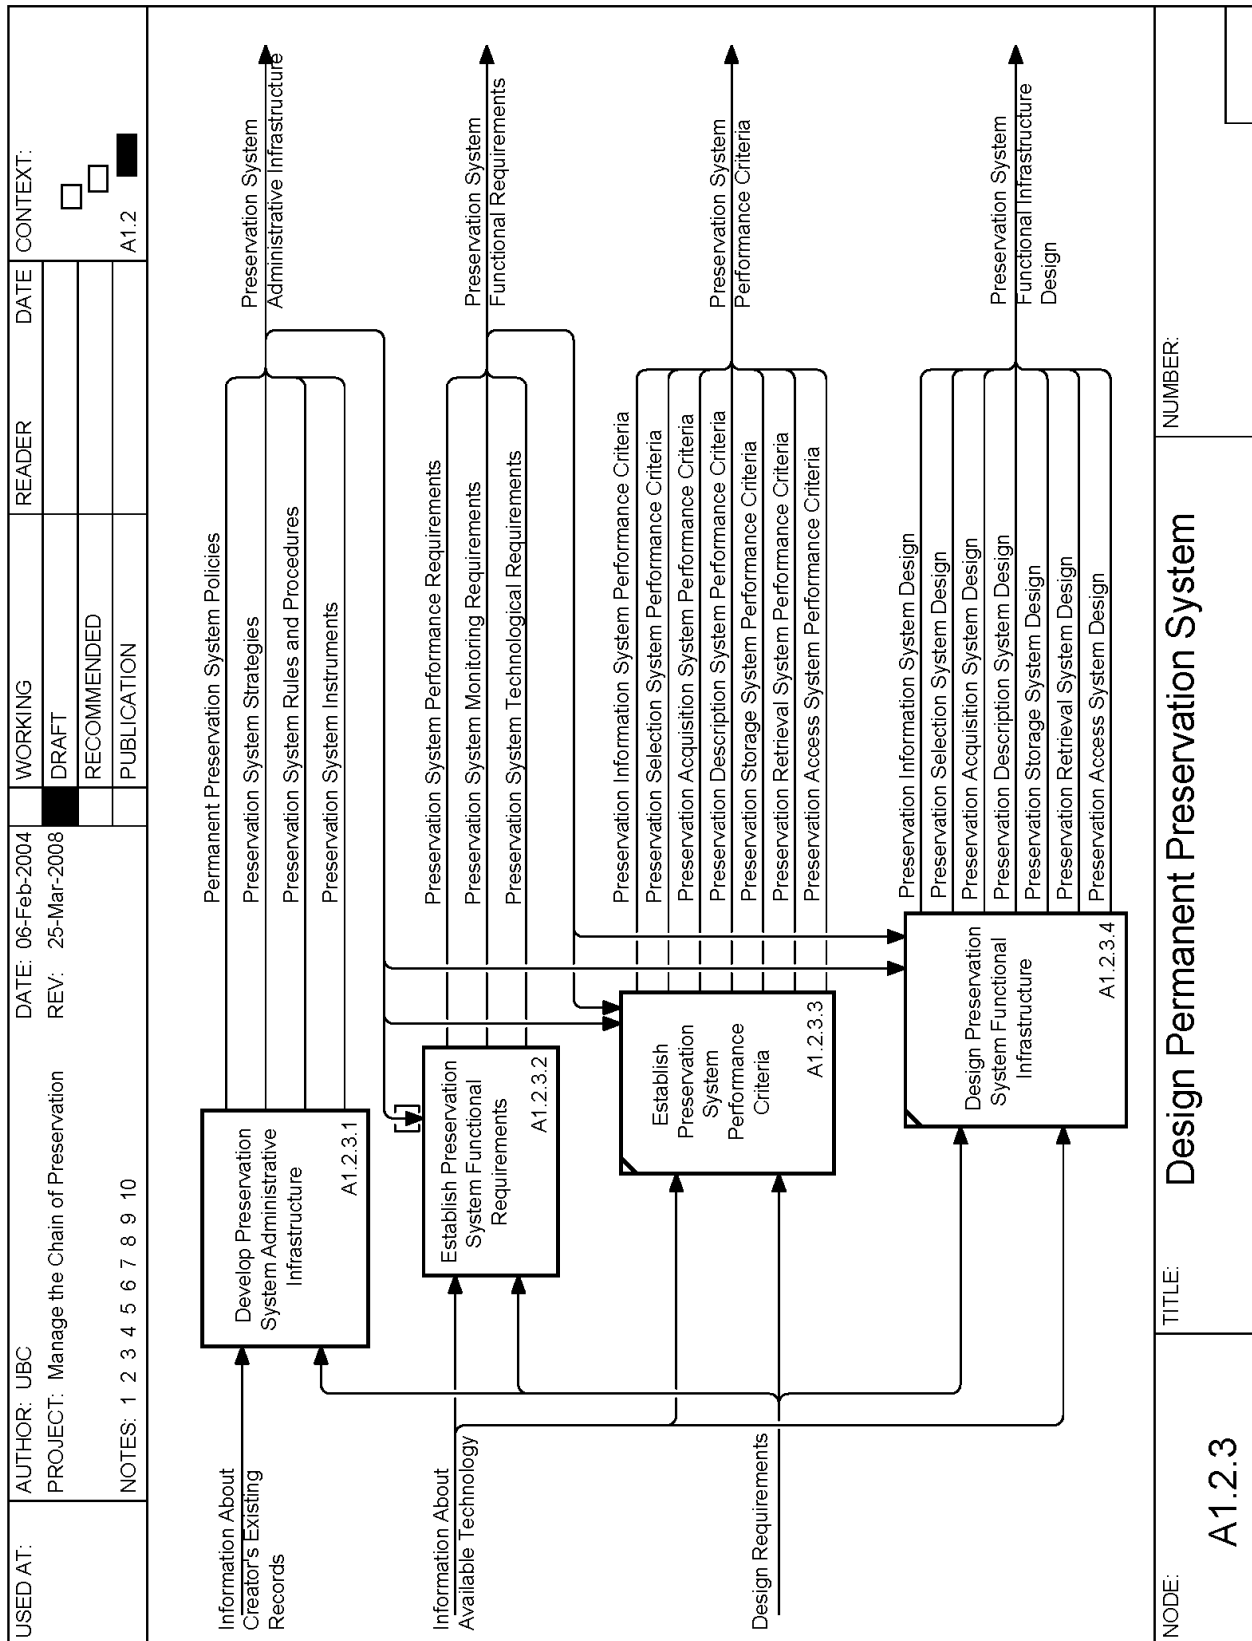 USED AT:
AUTHOR: UBC
PROJECT: Manage the Chain of Preservation
NOTES: 1 2 3 4 5 6 7 8 9 10
DATE: 06-Feb-2004
REV: 25-Mar-2008
WORKING
DRAFT
RECOMMENDED
PUBLICATION
READER
DATE
CONTEXT:
A1.2
Information About
Creator's Existing
Records
Information About
Available Technology
Design Requirements
Develop Preservation
System Administrative
Infrastructure
A1.2.3.1
Permanent Preservation System Policies
Preservation System Strategies
Preservation System Rules and Procedures
Preservation System Instruments
Preservation System
Administrative Infrastructure
Establish Preservation
System Functional
Requirements
A1.2.3.2
Preservation System Performance Requirements
Preservation System Monitoring Requirements
Preservation System Technological Requirements
Preservation System
Functional Requirements
Establish
Preservation
System
Performance
Criteria
A1.2.3.3
Preservation Information System Performance Criteria
Preservation Selection System Performance Criteria
Preservation Acquisition System Performance Criteria
Preservation Description System Performance Criteria
Preservation Storage System Performance Criteria
Preservation Retrieval System Performance Criteria
Preservation Access System Performance Criteria
Preservation System
Performance Criteria
Design Preservation
System Functional
Infrastructure
A1.2.3.4
Preservation Information System Design
Preservation Selection System Design
Preservation Acquisition System Design
Preservation Description System Design
Preservation Storage System Design
Preservation Retrieval System Design
Preservation Access System Design
Preservation System
Functional Infrastructure
Design
NODE:
A1.2.3
TITLE:
Design Permanent Preservation System
NUMBER: